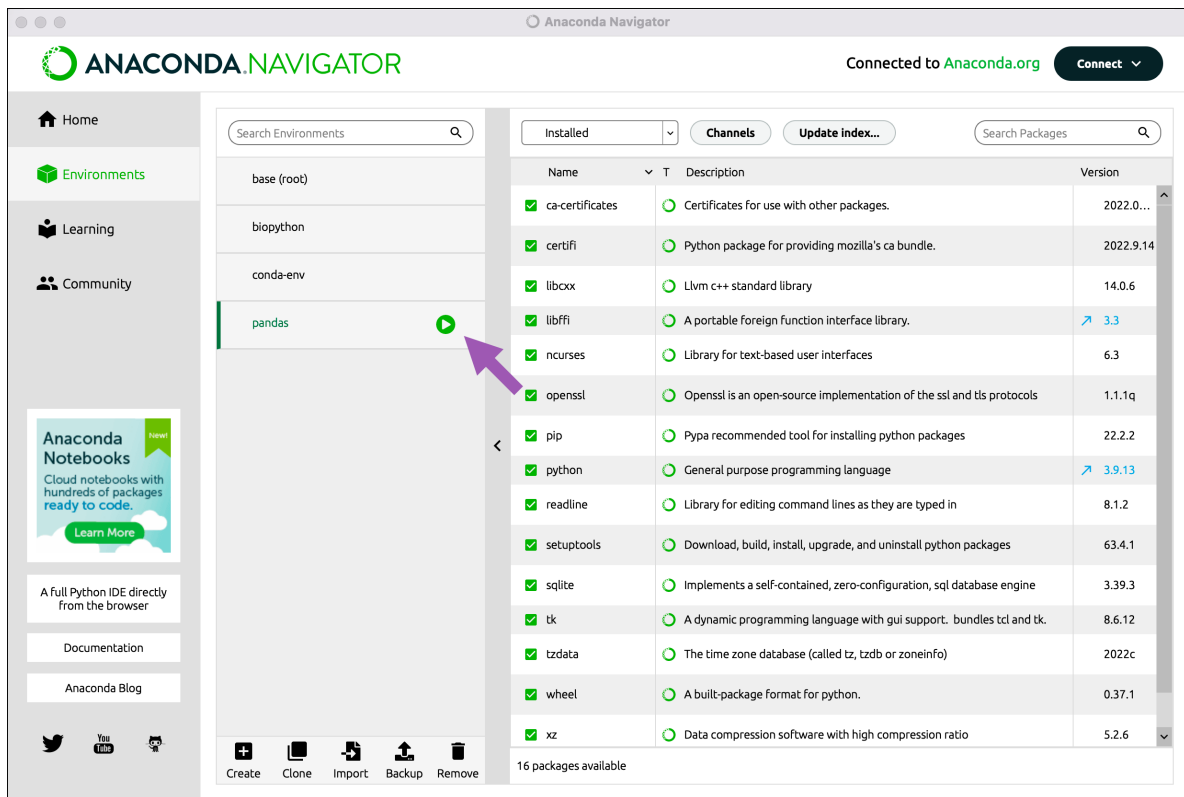 Anaconda Navigator
ANACONDA.NAVIGATOR
Connected to Anaconda.org
Connect
Home
Environments
Learning
Community
Anaconda
Notebooks
New!
Cloud notebooks with
hundreds of packages
ready to code.
Learn More
A full Python IDE directly
from the browser
Documentation
Anaconda Blog
You
Tube
Search Environments
base (root)
biopython
conda-env
pandas
Create Clone Import Backup Remove
Installed Channels Update index... Search Packages
Name T Description Version
ca-certificates Certificates for use with other packages. 2022.0...
certifi Python package for providing mozilla's ca bundle. 2022.9.14
libcxx Llvm c++ standard library 14.0.6
libffi A portable foreign function interface library. 3.3
ncurses Library for text-based user interfaces 6.3
openssl Openssl is an open-source implementation of the ssl and tls protocols 1.1.1q
pip Pypa recommended tool for installing python packages 22.2.2
python General purpose programming language 3.9.13
readline Library for editing command lines as they are typed in 8.1.2
setuptools Download, build, install, upgrade, and uninstall python packages 63.4.1
sqlite Implements a self-contained, zero-configuration, sql database engine 3.39.3
tk A dynamic programming language with gui support. bundles tcl and tk. 8.6.12
tzdata The time zone database (called tz, tzdb or zoneinfo) 2022c
wheel A built-package format for python. 0.37.1
xz Data compression software with high compression ratio 5.2.6
16 packages available